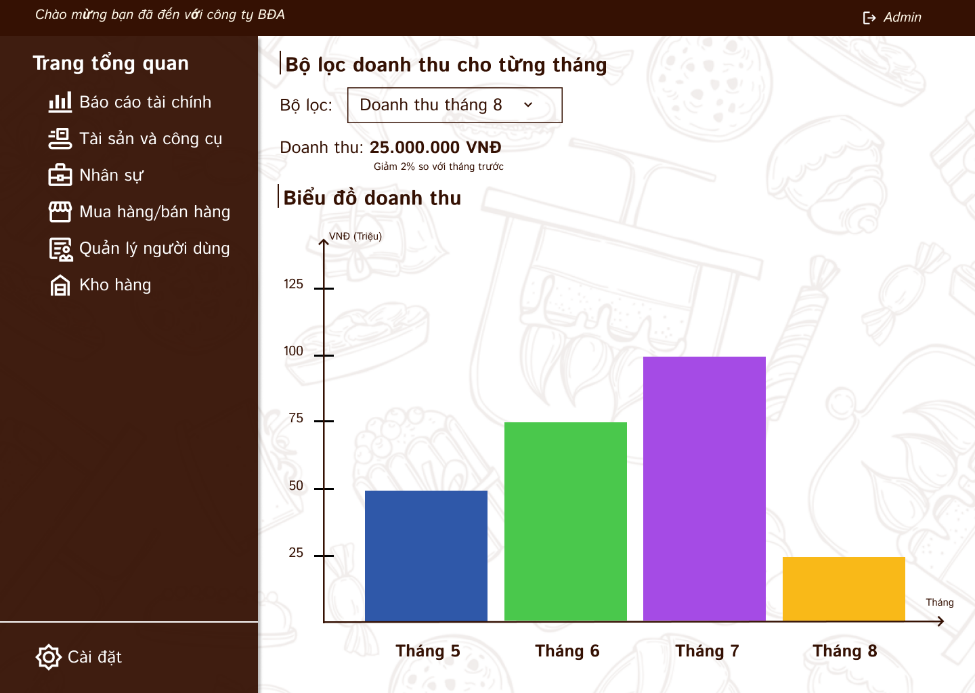 Chào mừng bạn đã đến với công ty BĐA
Admin
Trang tổng quan
Báo cáo tài chính
Tài sản và công cụ
Nhân sự
Mua hàng/bán hàng
Quản lý người dùng
Kho hàng
Cài đặt
Bộ lọc doanh thu cho từng tháng
Bộ lọc: Doanh thu tháng 8
Doanh thu: 25.000.000 VNĐ
Giảm 2% so với tháng trước
Biểu đồ doanh thu
VNĐ (Triệu)
125
100
75
50
25
Tháng
Tháng 5 Tháng 6 Tháng 7 Tháng 8